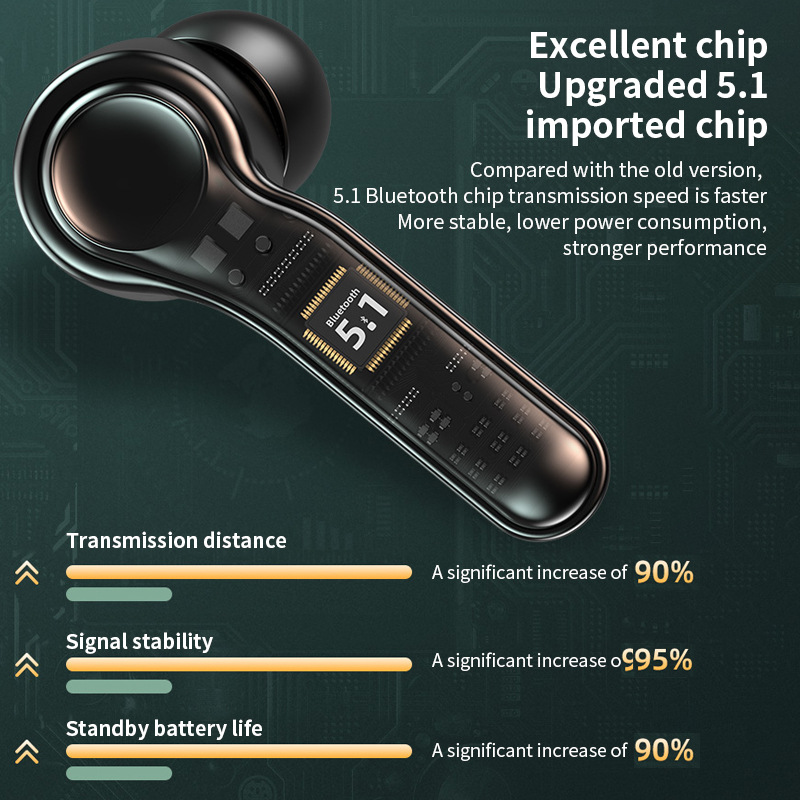 Excellent chip
Upgraded 5.1
imported chip
Compared with the old version,
5.1 Bluetooth chip transmission speed is faster
More stable, lower power consumption,
stronger performance
Bluetooth
5.1
Transmission distance
A significant increase of 90%
Signal stability
A significant increase o995%
Standby battery life
A significant increase of 90%